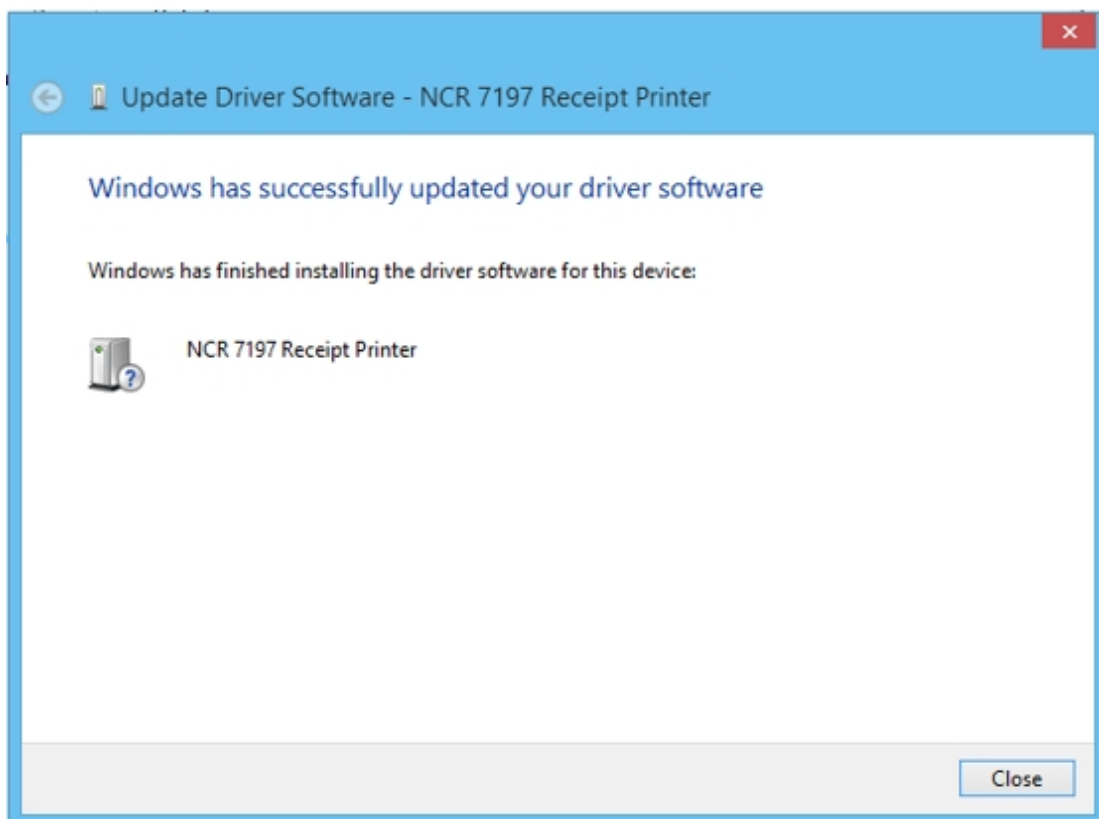 Update Driver Software - NCR 7197 Receipt Printer
Windows has successfully updated your driver software
Windows has finished installing the driver software for this device:
NCR 7197 Receipt Printer
Close